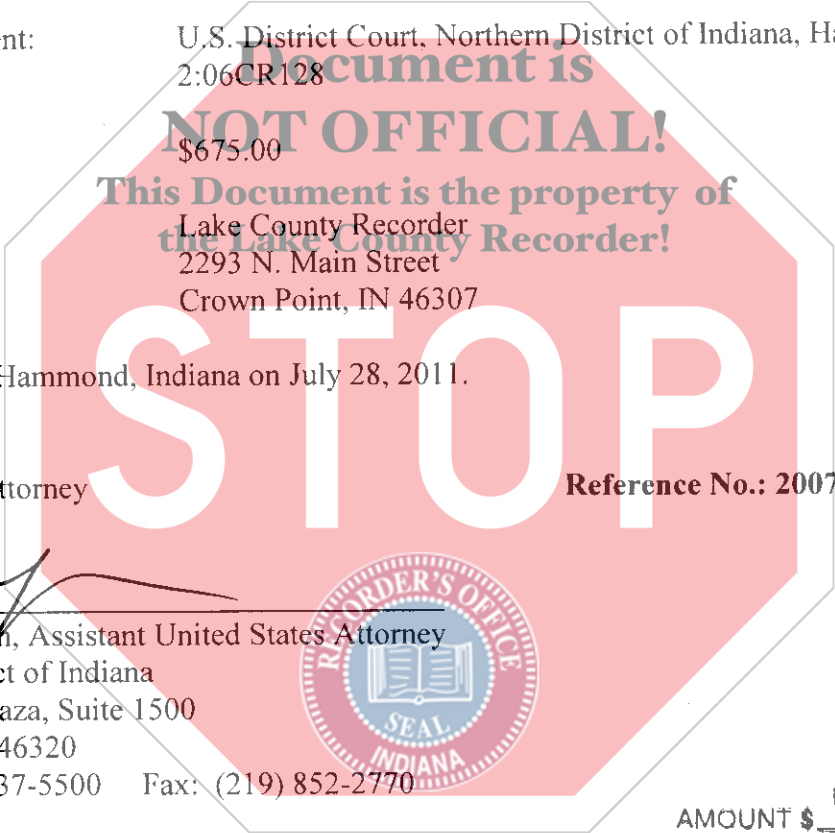 nt: U.S. District Court, Northern District of Indiana, Ha
Document is
2:06CR128
NOT OFFICIAL!
$675.00
This Document is the property of
Lake County Recorder
the Lake County Recorder!
2293 N. Main Street
Crown Point, IN 46307
STOP
Hammond, Indiana on July 28, 2011.
ttorney Reference No.: 2007
RECORDER'S OFFICE
SEAL
INDIANA
n, Assistant United States Attorney
ct of Indiana
aza, Suite 1500
46320
37-5500 Fax: (219) 852-2770
AMOUNT $